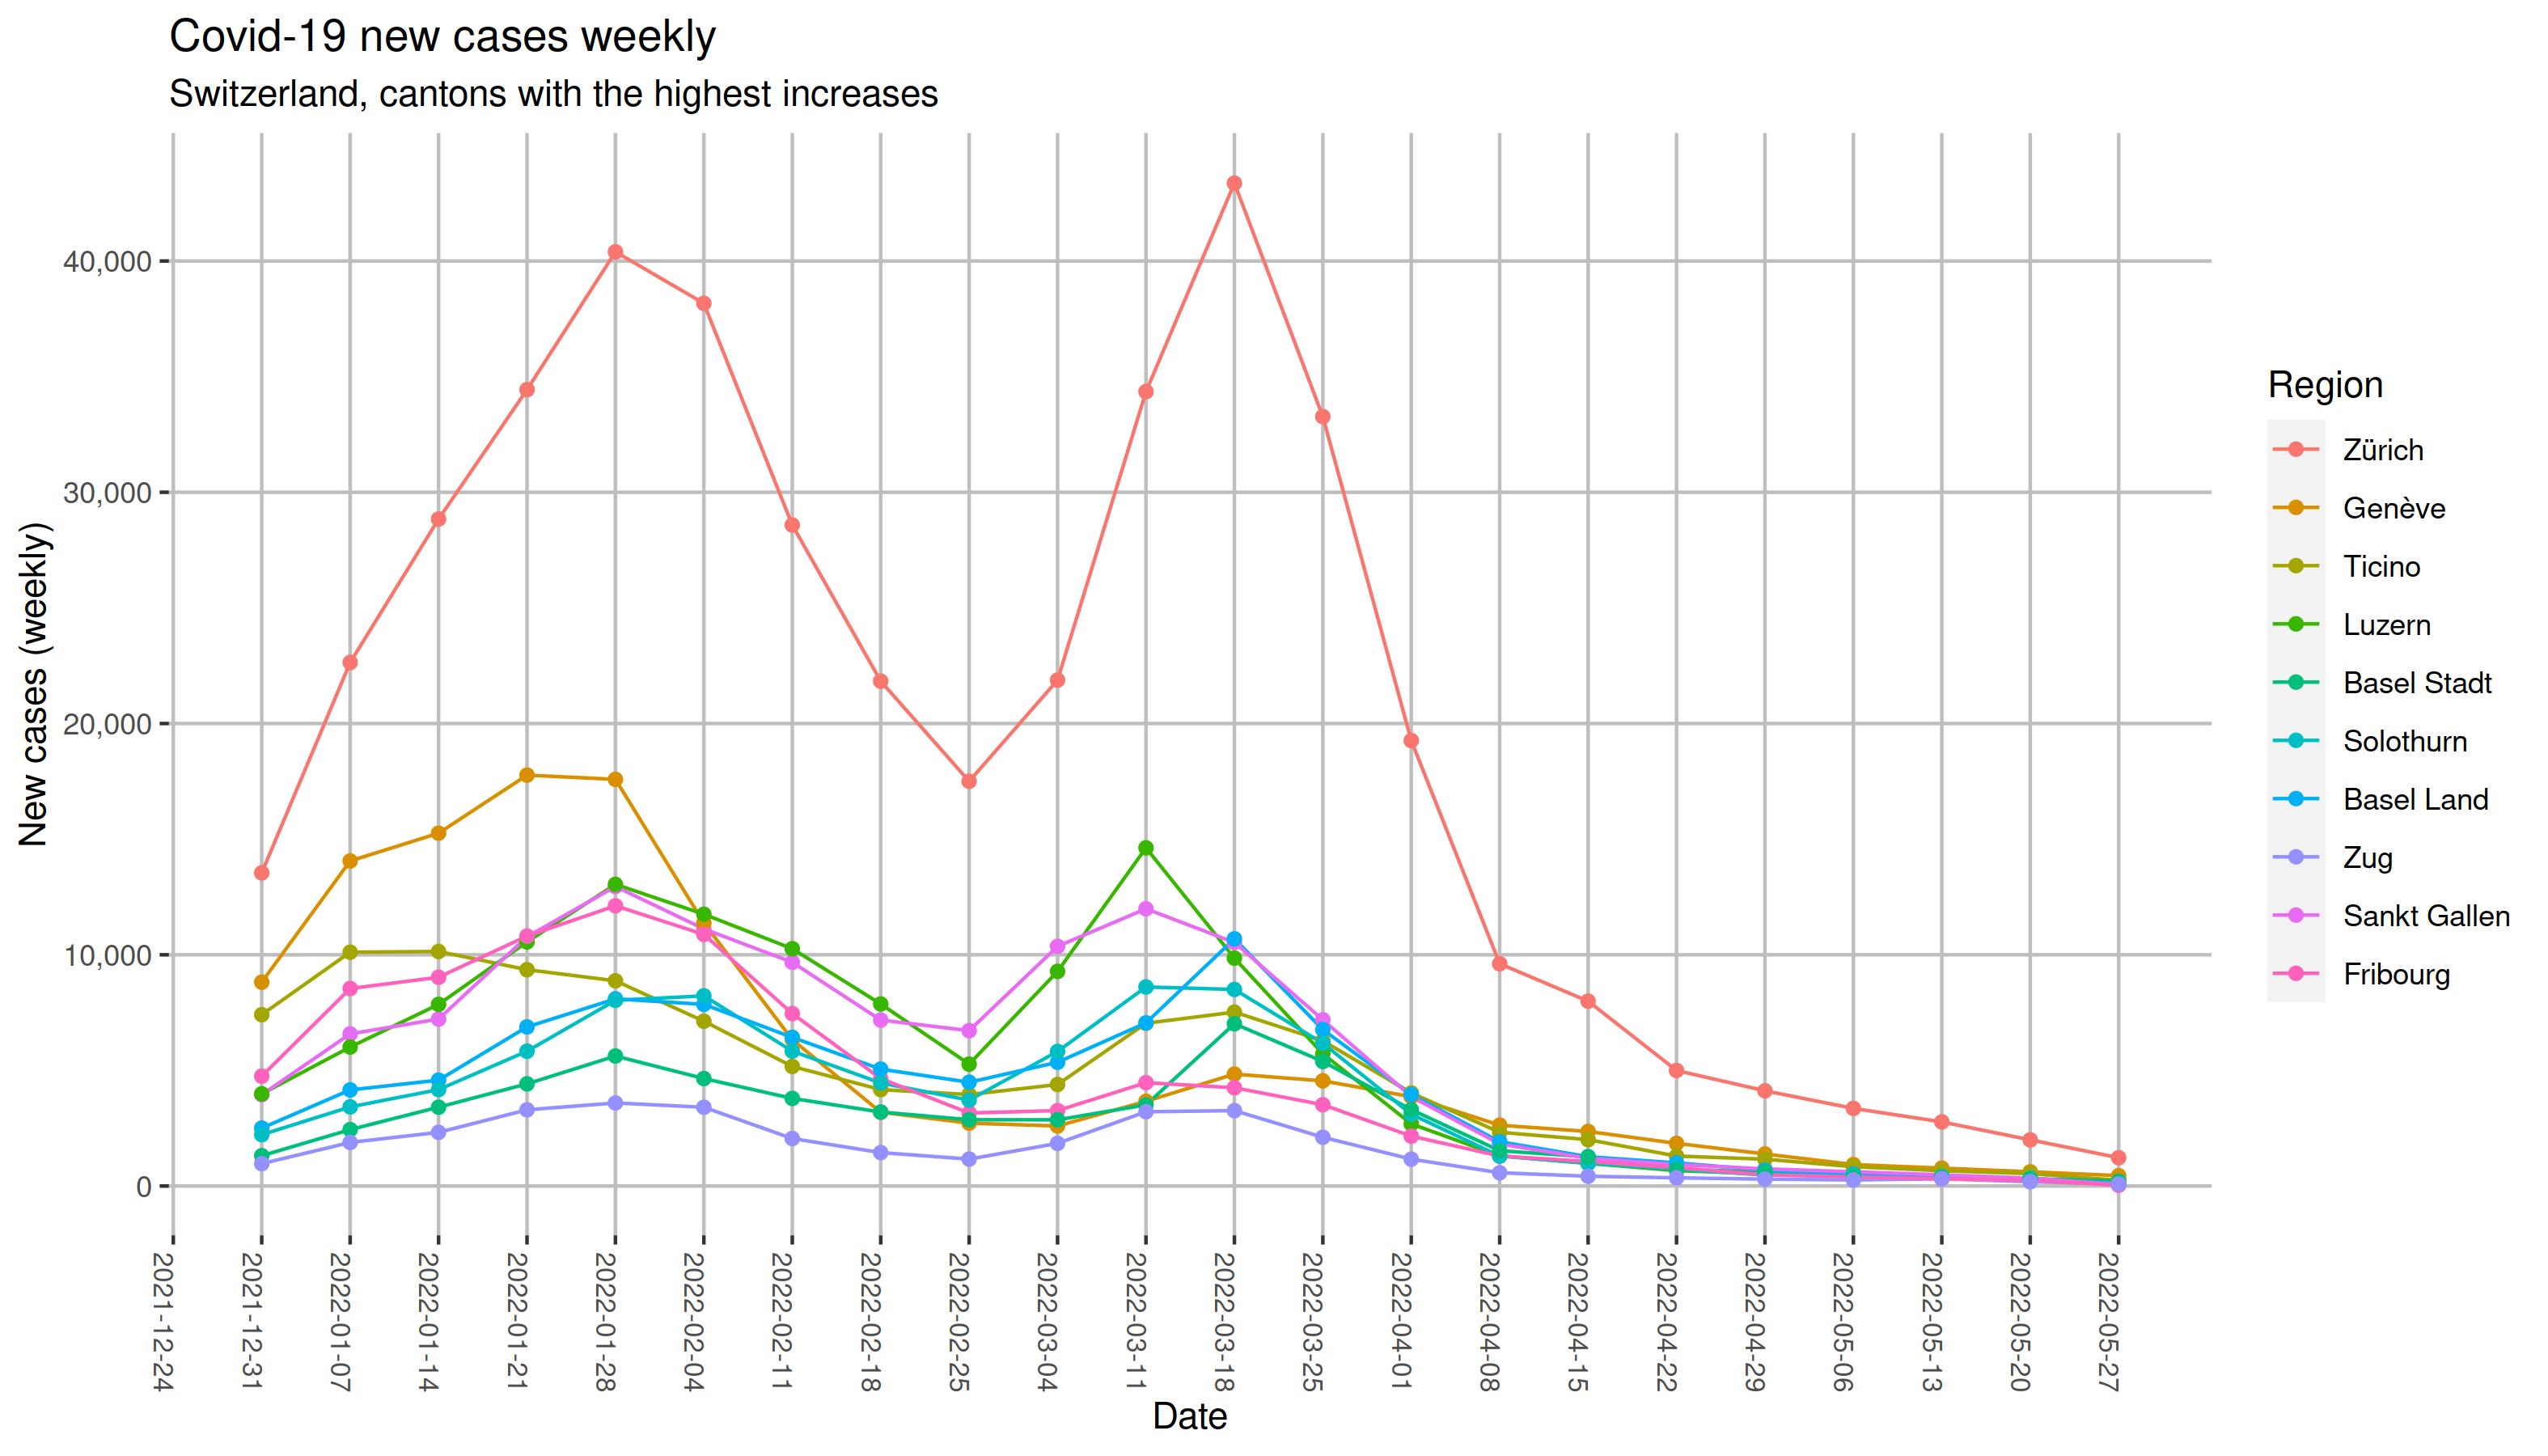 Covid-19 new cases weekly
Switzerland, cantons with the highest increases
New cases (weekly)
40,000
30,000
20,000
10,000
0
2021-12-24
2021-12-31
2022-01-07
2022-01-14
2022-01-21
2022-01-28
2022-02-04
2022-02-11
2022-02-18
2022-02-25
2022-03-04
2022-03-11
2022-03-18
2022-03-25
2022-04-01
2022-04-08
2022-04-15
2022-04-22
2022-04-29
2022-05-06
2022-05-13
2022-05-20
2022-05-27
Date
Region
Zürich
Genève
Ticino
Luzern
Basel Stadt
Solothurn
Basel Land
Zug
Sankt Gallen
Fribourg